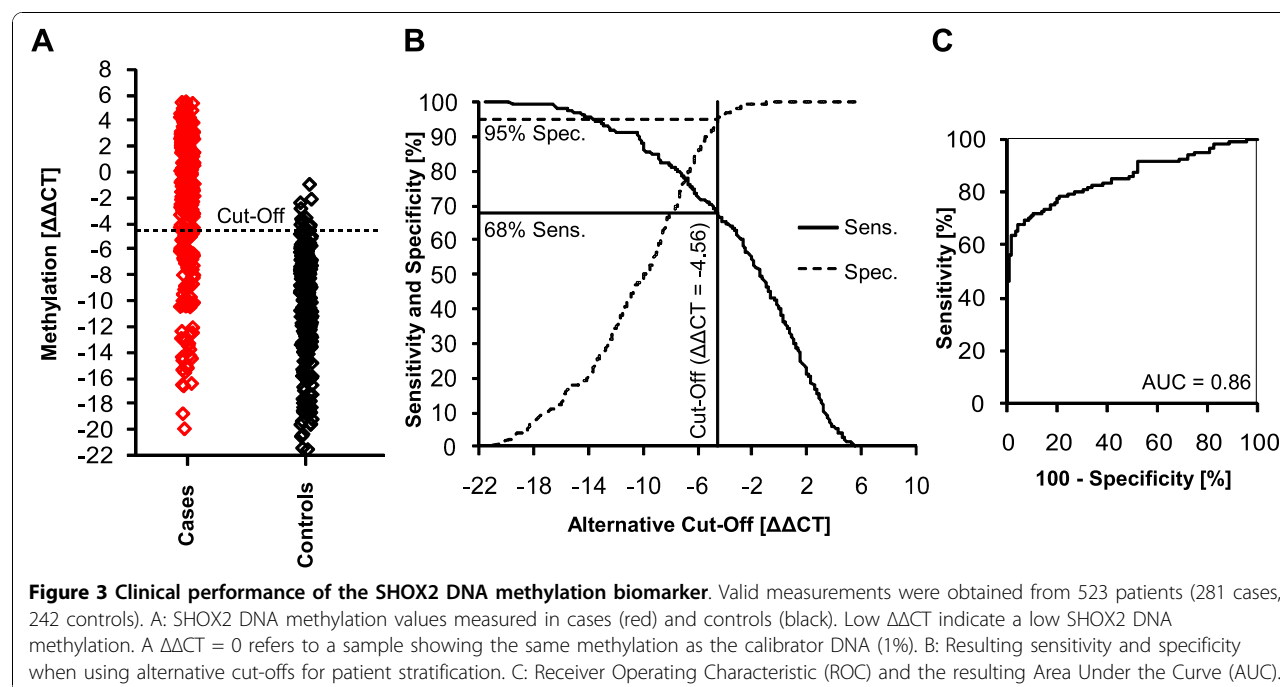 A
8
6
4
2
0
-2
-4
-6
-8
-10
-12
-14
-16
-18
-20
-22
Methylation [ΔΔCT]
Cut-Off
Cases
Controls
B
100
90
80
70
60
50
40
30
20
10
0
Sensitivity and Specificity [%]
95% Spec.
68% Sens.
Cut-Off (ΔΔCT = -4.56)
Sens.
Spec.
-22 -18 -14 -10 -6 -2 2 6 10
Alternative Cut-Off [ΔΔCT]
C
100
80
60
40
20
0
Sensitivity [%]
AUC = 0.86
0 20 40 60 80 100
100 - Specificity [%]
Figure 3 Clinical performance of the SHOX2 DNA methylation biomarker. Valid measurements were obtained from 523 patients (281 cases,
242 controls). A: SHOX2 DNA methylation values measured in cases (red) and controls (black). Low ΔΔCT indicate a low SHOX2 DNA
methylation. A ΔΔCT = 0 refers to a sample showing the same methylation as the calibrator DNA (1%). B: Resulting sensitivity and specificity
when using alternative cut-offs for patient stratification. C: Receiver Operating Characteristic (ROC) and the resulting Area Under the Curve (AUC).